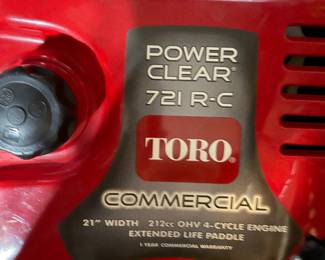 POWER
CLEAR®
721 R-C
TORO®
COMMERCIAL
21" WIDTH 212cc OHV 4-CYCLE ENGINE
EXTENDED LIFE PADDLE
1 YEAR COMMERCIAL WARRANTY